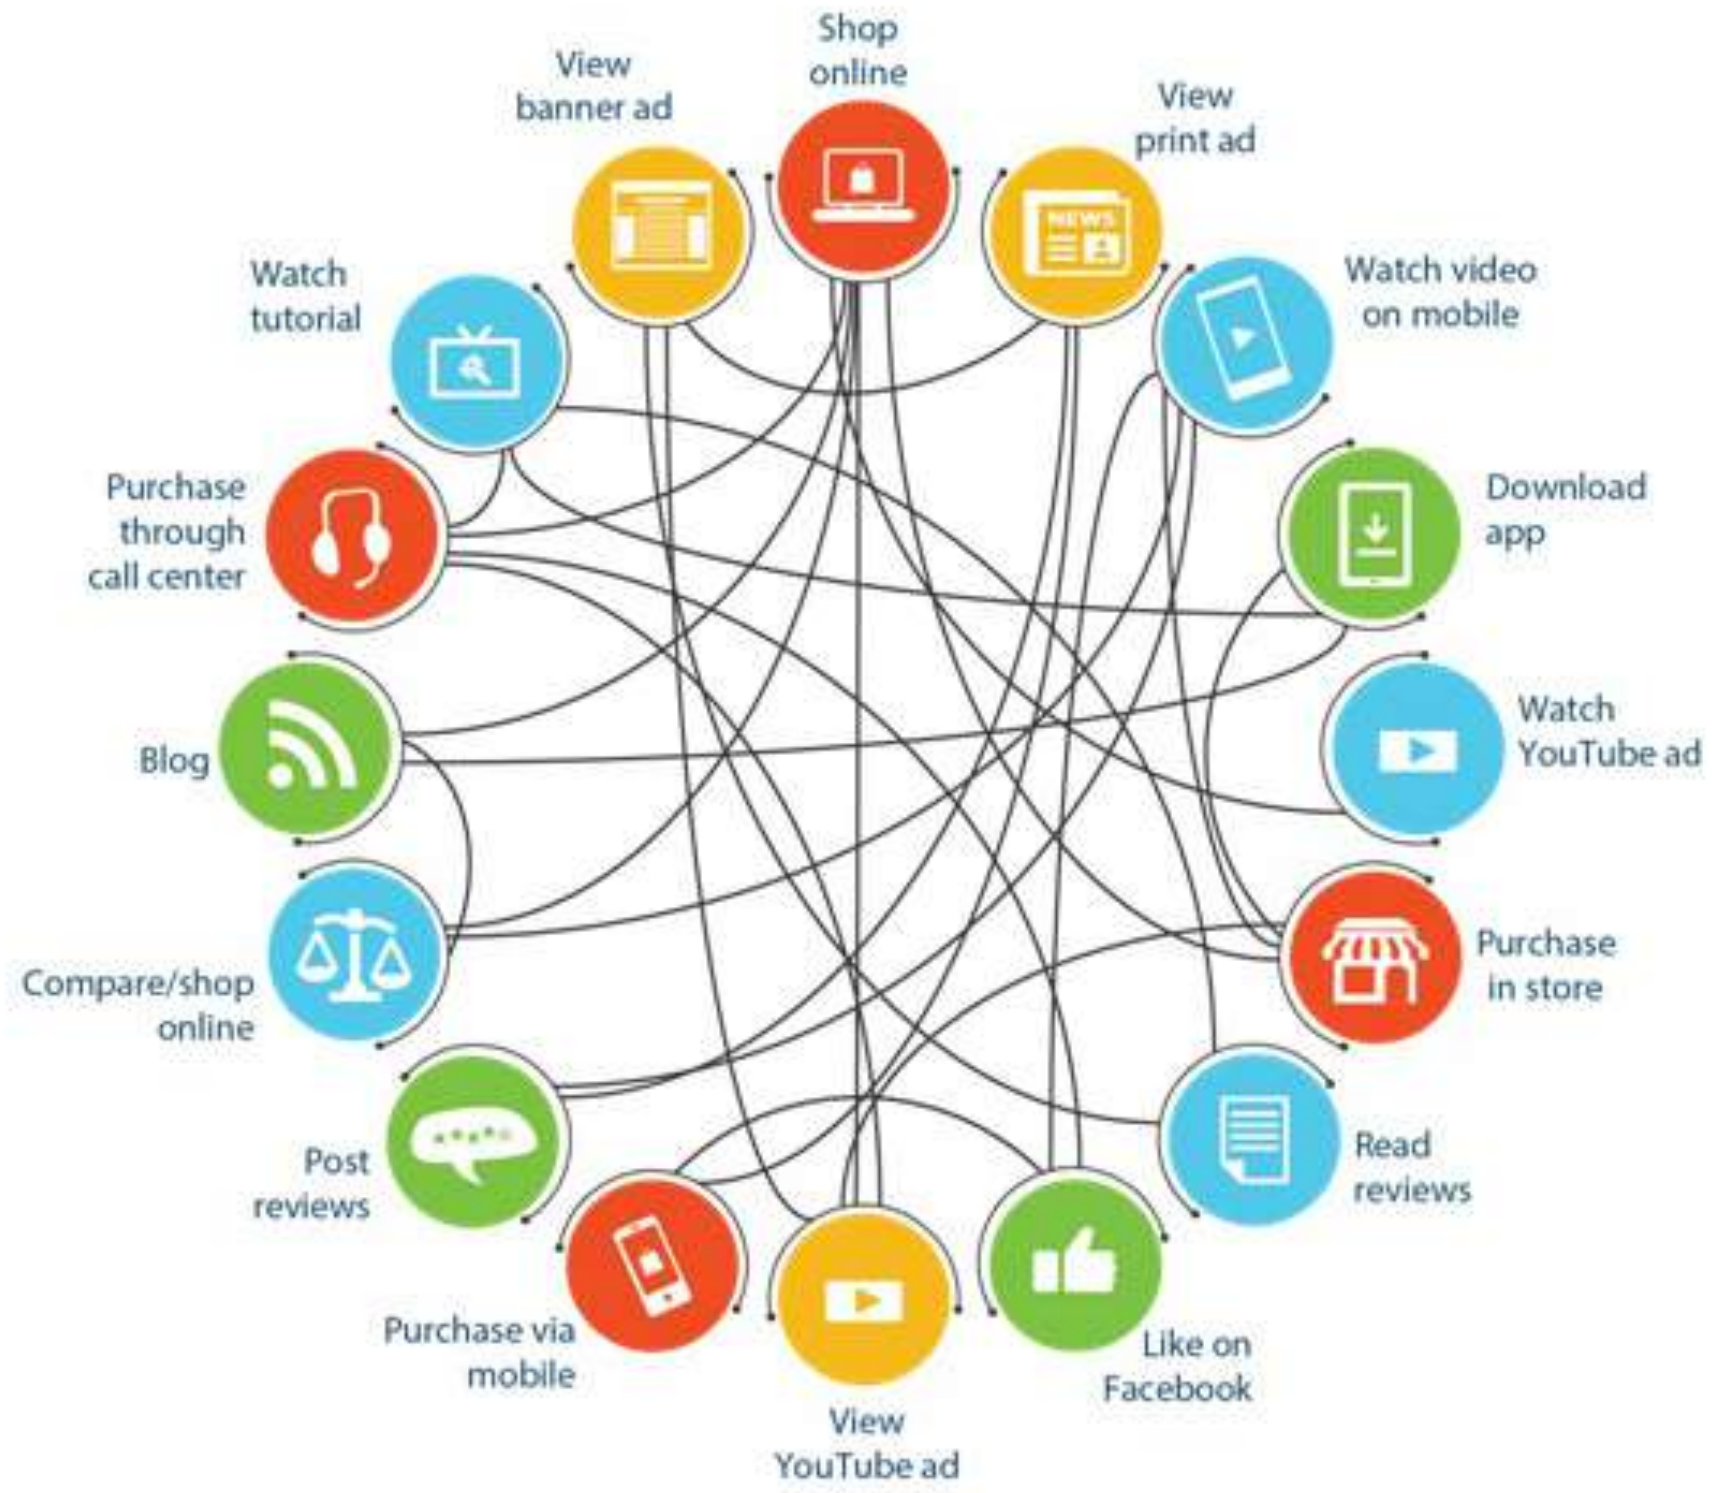 Shop
online
View
print ad
Watch video
on mobile
Download
app
Watch
YouTube ad
Purchase
in store
Read
reviews
Like on
Facebook
View
YouTube ad
Purchase via
mobile
Post
reviews
Compare/shop
online
Blog
Purchase
through
call center
Watch
tutorial
View
banner ad
NEWS